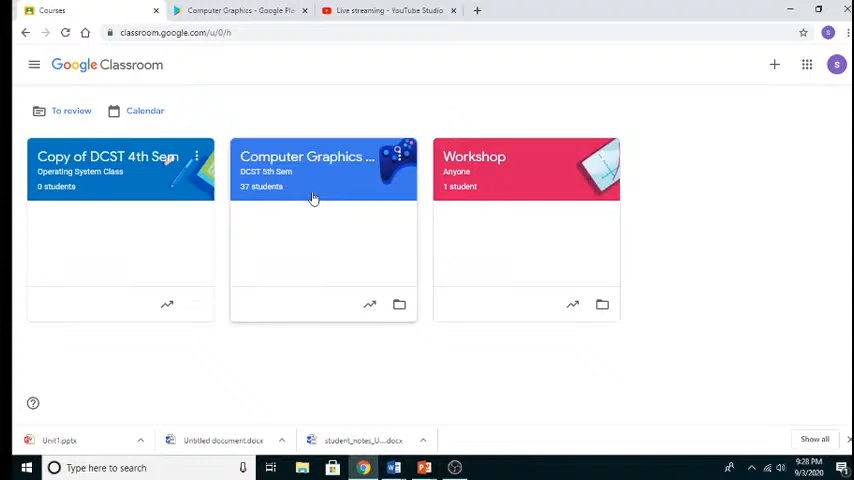 Courses
Computer Graphics - Google Pla
Live streaming - YouTube Studio
classroom.google.com/u/0/h
S
Google Classroom
S
To review
Calendar
Copy of DCST 4th Sem
Operating System Class
0 students
Computer Graphics ...
DCST 5th Sem
37 students
Workshop
Anyone
1 student
Unit1.pptx
Untitled document.docx
student_notes_U....docx
Show all
Type here to search
9:28 PM
9/3/2020